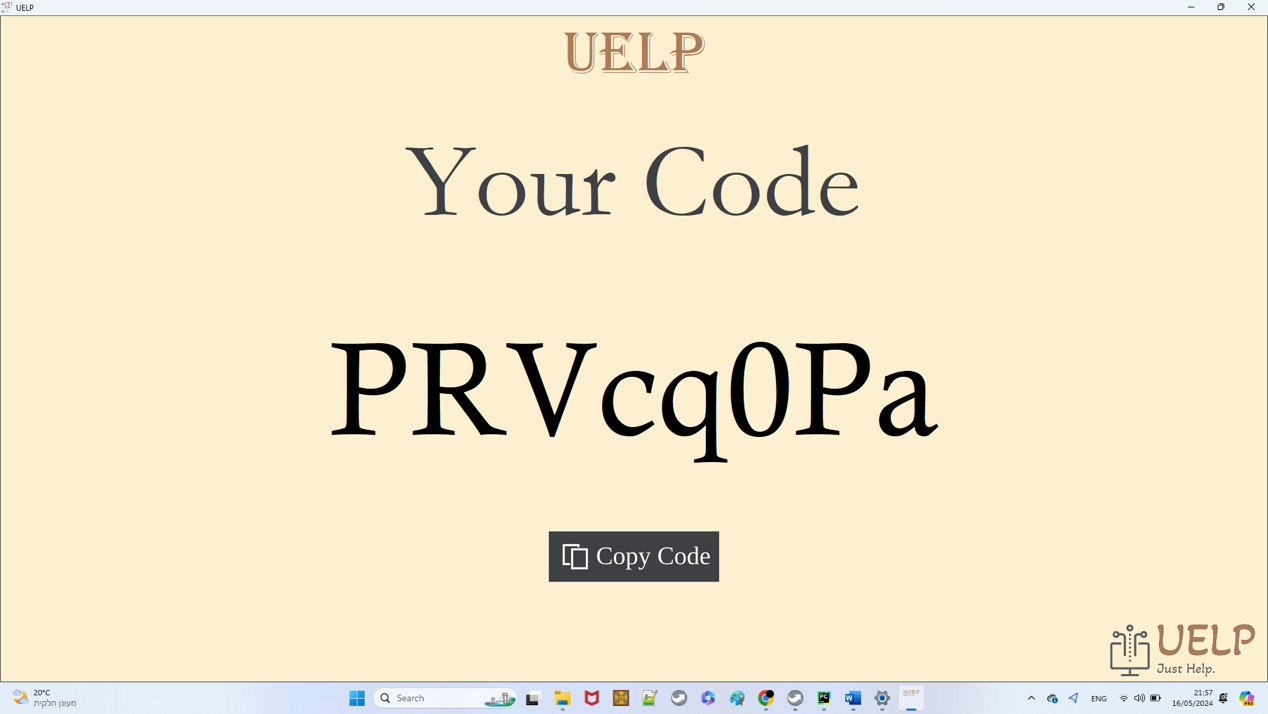 UELP
UELP
Your Code
PRVcq0Pa
Copy Code
UELP
Just Help.
20°C
מעונן חלקית
Search
ENG
21:57
16/05/2024